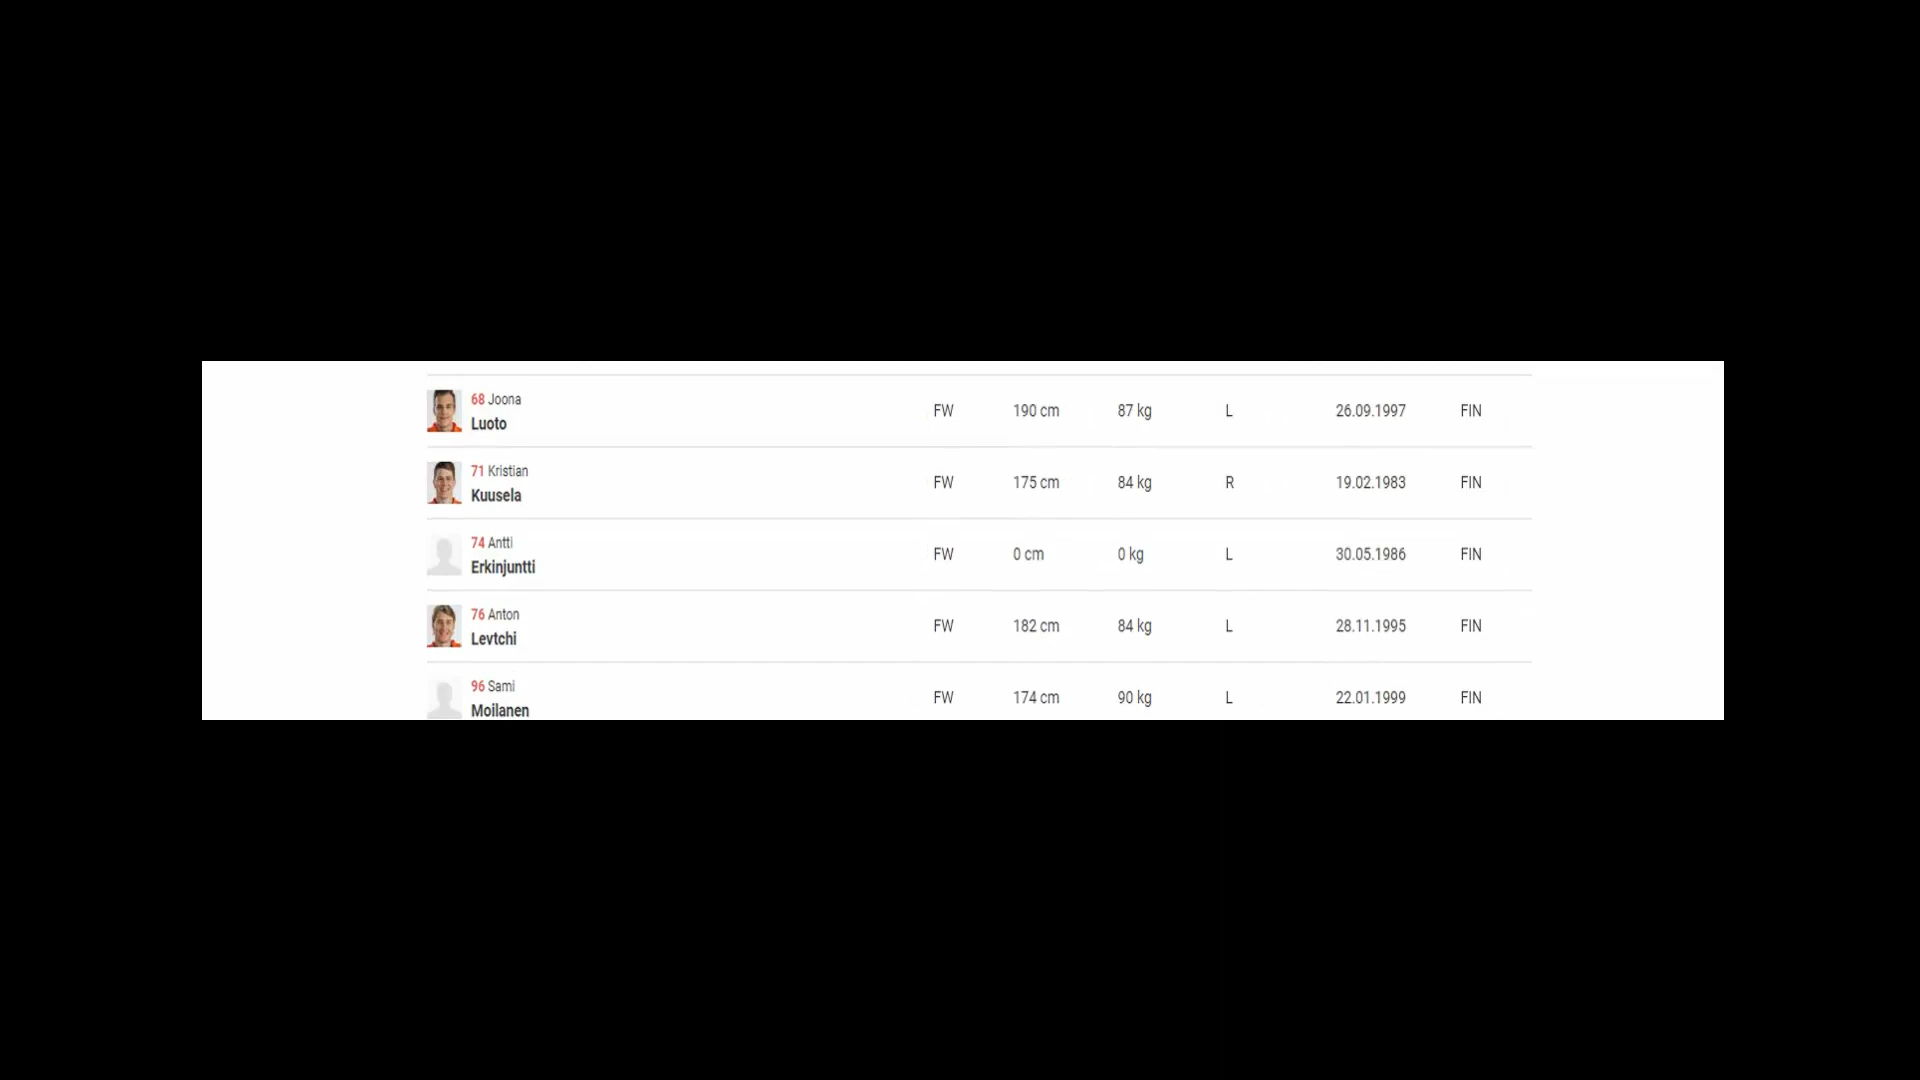 68 Joona
Luoto FW 190 cm 87 kg L 26.09.1997 FIN
71 Kristian
Kuusela FW 175 cm 84 kg R 19.02.1983 FIN
74 Antti
Erkinjuntti FW 0 cm 0 kg L 30.05.1986 FIN
76 Anton
Levtchi FW 182 cm 84 kg L 28.11.1995 FIN
96 Sami
Moilanen FW 174 cm 90 kg L 22.01.1999 FIN